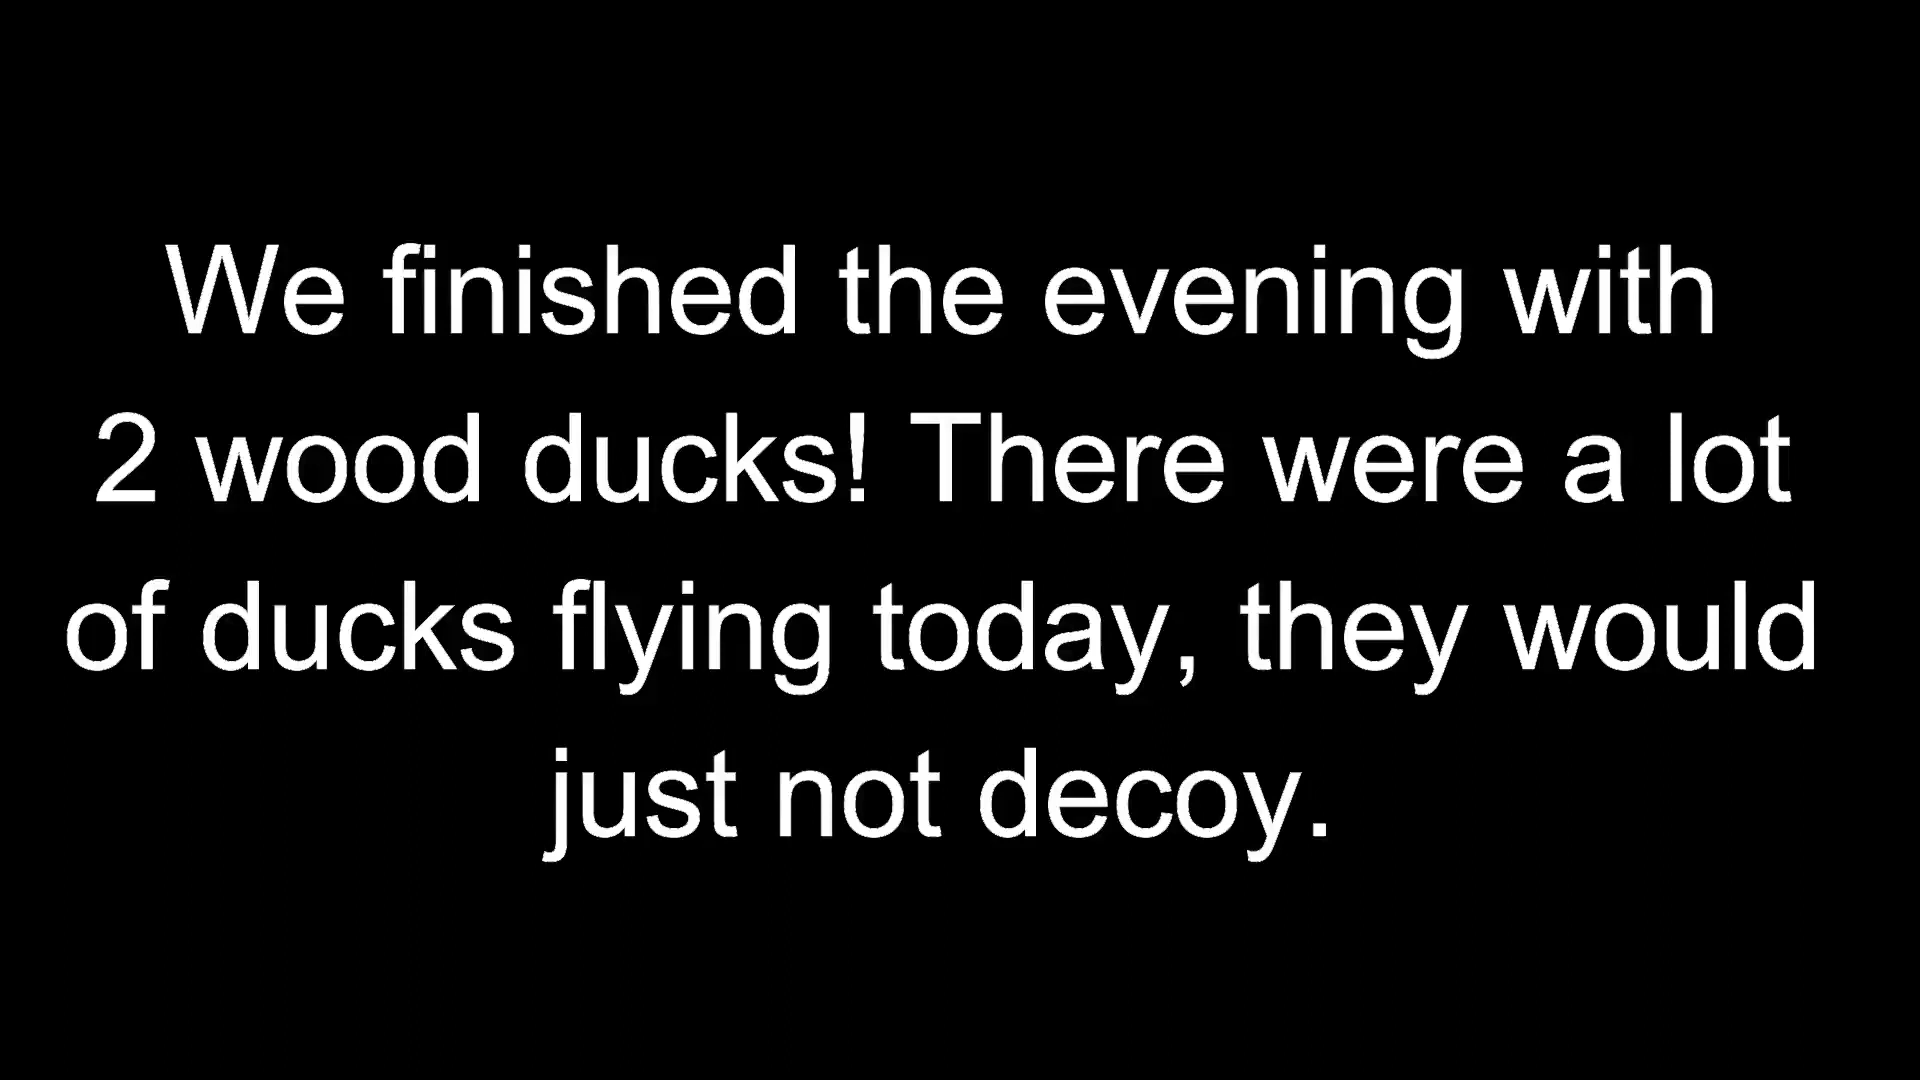 We finished the evening with
2 wood ducks! There were a lot
of ducks flying today, they would
just not decoy.